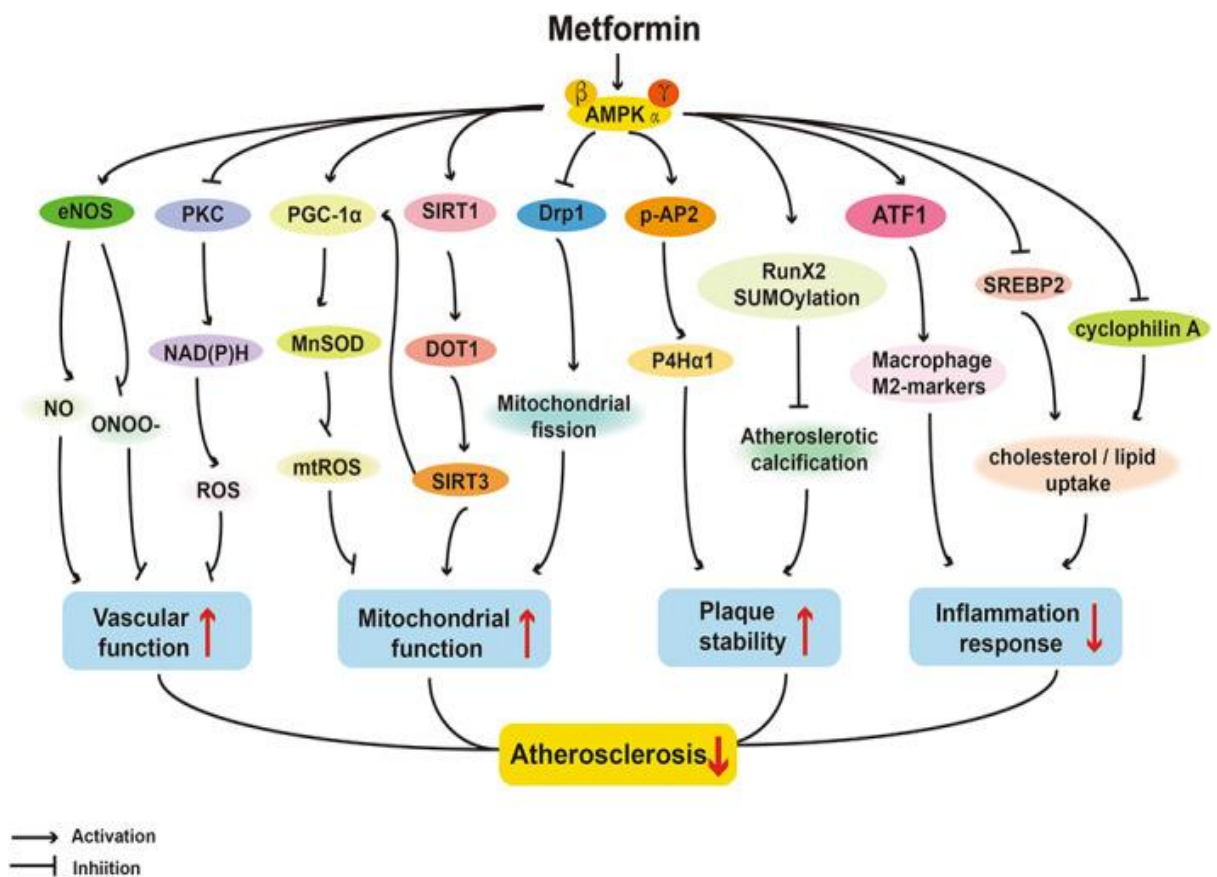 Metformin
β
γ
AMPK α
eNOS
PKC
PGC-1α
SIRT1
Drp1
p-AP2
ATF1
RunX2
SUMOylation
SREBP2
cyclophilin A
NAD(P)H
MnSOD
DOT1
P4Hα1
Macrophage
M2-markers
NO
ONOO-
Mitochondrial
fission
Atheroslerotic
calcification
mtROS
SIRT3
ROS
cholesterol / lipid
uptake
Vascular
function
Mitochondrial
function
Plaque
stability
Inflammation
response
Atherosclerosis
Activation
Inhiition